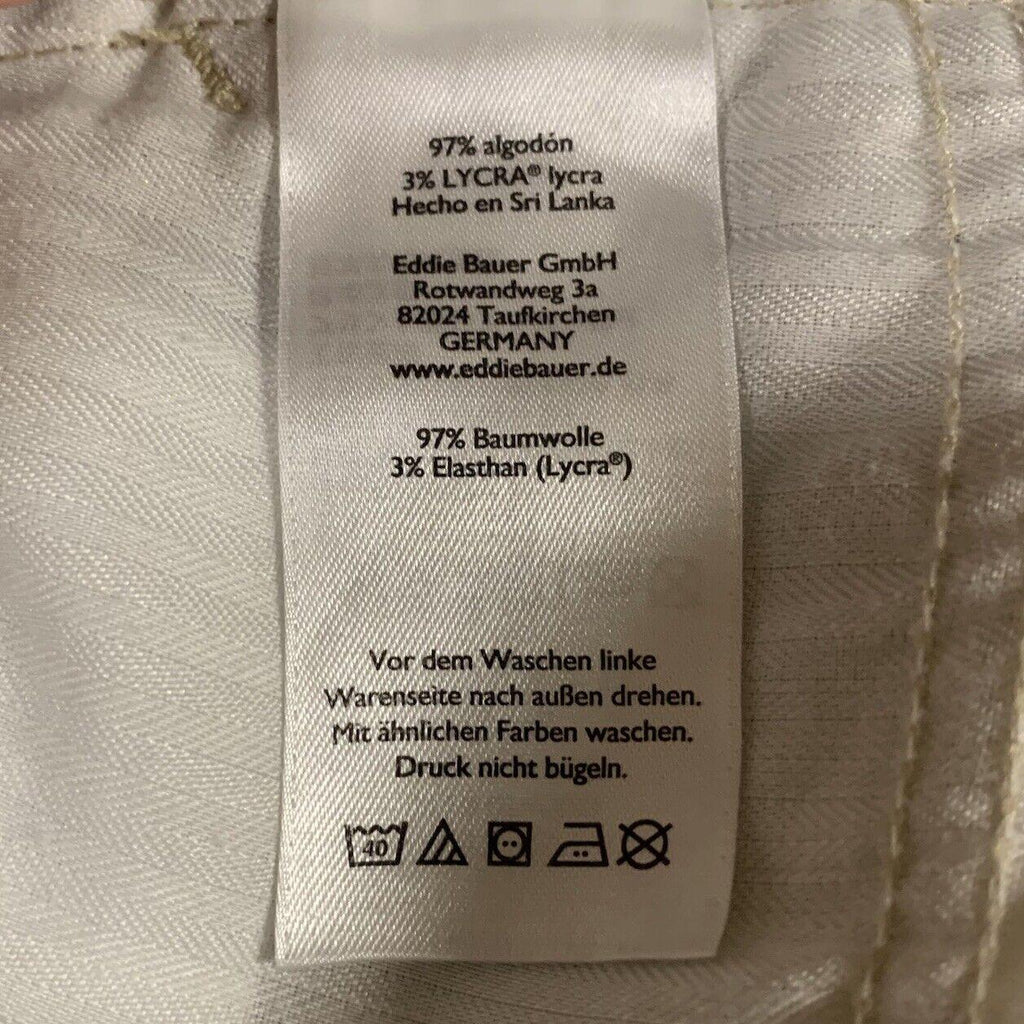 97% algodón
3% LYCRA® lycra
Hecho en Sri Lanka
Eddie Bauer GmbH
Rotwandweg 3a
82024 Taufkirchen
GERMANY
www.eddiebauer.de
97% Baumwolle
3% Elasthan (Lycra®)
Vor dem Waschen linke
Warenseite nach außen drehen.
Mit ähnlichen Farben waschen.
Druck nicht bügeln.
40